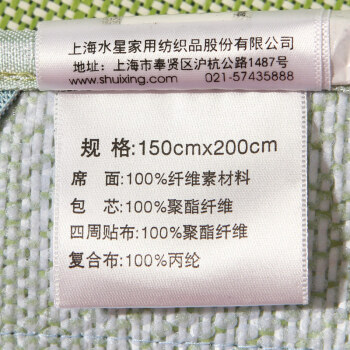 上海水星家用纺织品股份有限公司
地址：上海市奉贤区沪杭公路1487号
www.shuixing.com 021-57435888
规 格:150cmx200cm
席 面:100%纤维素材料
包 芯:100%聚酯纤维
四周贴布:100%聚酯纤维
复合布:100%丙纶